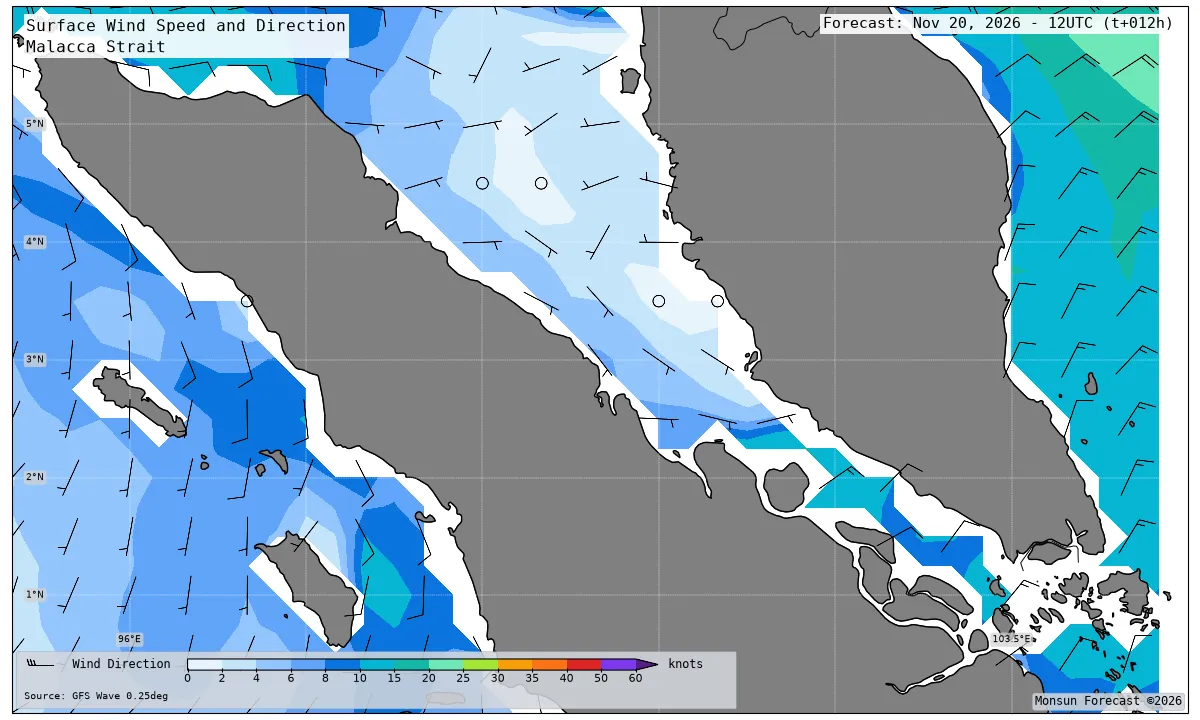 Surface Wind Speed and Direction
Malacca Strait
Forecast: Nov 20, 2026 - 12UTC (t+012h)
5°N
4°N
3°N
2°N
1°N
96°E
103.5°E
Wind Direction
0 2 4 6 8 10 15 20 25 30 35 40 50 60
knots
Source: GFS Wave 0.25deg
Monsun Forecast ©2026